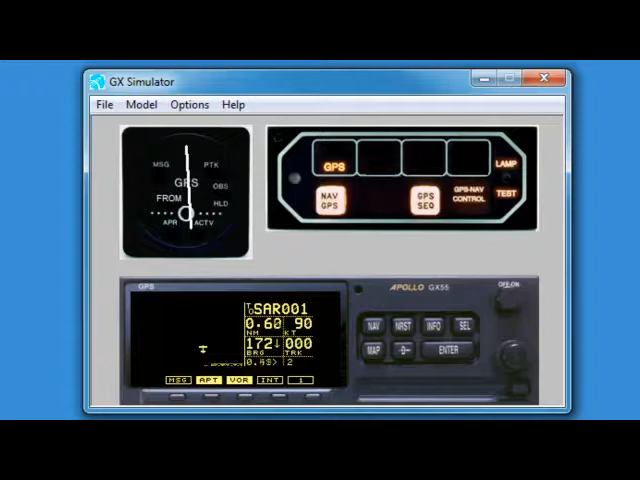 GX Simulator
File Model Options Help
MSG PTK
GPS OBS
FROM HLD
APR ACTV
GPS LAMP
NAV GPS GPS SEQ GPS-NAV CONTROL TEST
GPS APOLLO GX55 OFF-ON
To SAR001
0.60 90
NM KT
172 000
BRG TRK
NAV NRST INFO SEL
MAP D ENTER
MSG APT VOR INT i